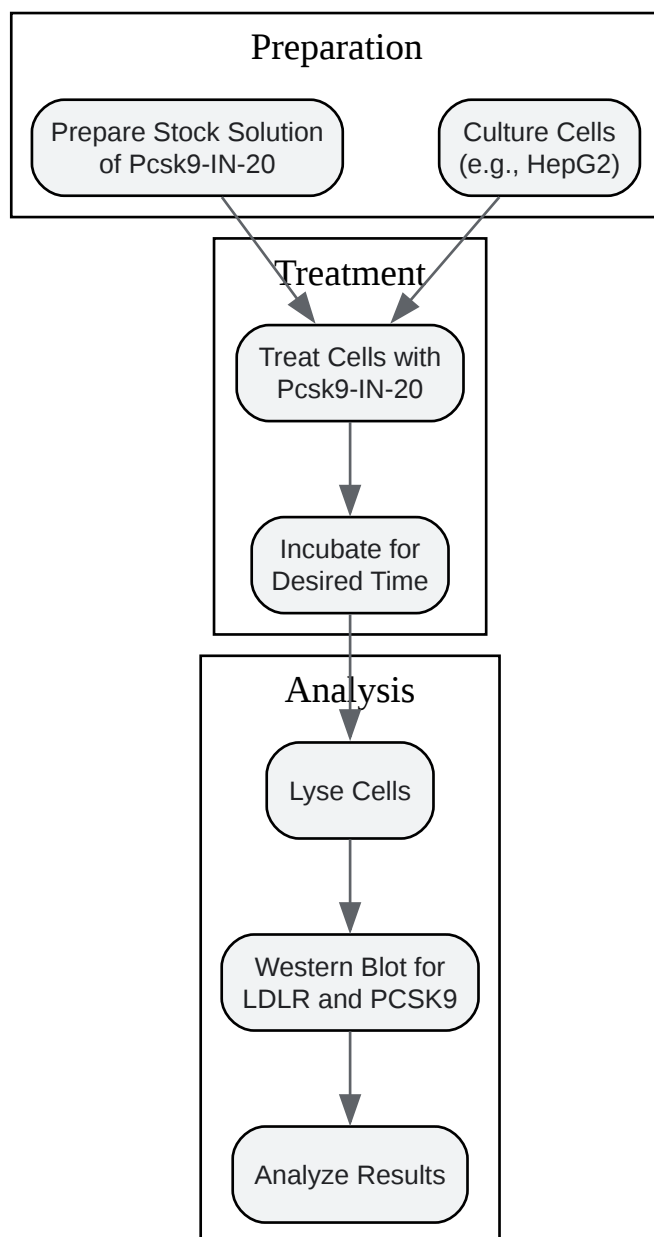 Preparation
Prepare Stock Solution
of Pcsk9-IN-20
Culture Cells
(e.g., HepG2)
Treatment
Treat Cells with
Pcsk9-IN-20
Incubate for
Desired Time
Analysis
Lyse Cells
Western Blot for
LDLR and PCSK9
Analyze Results